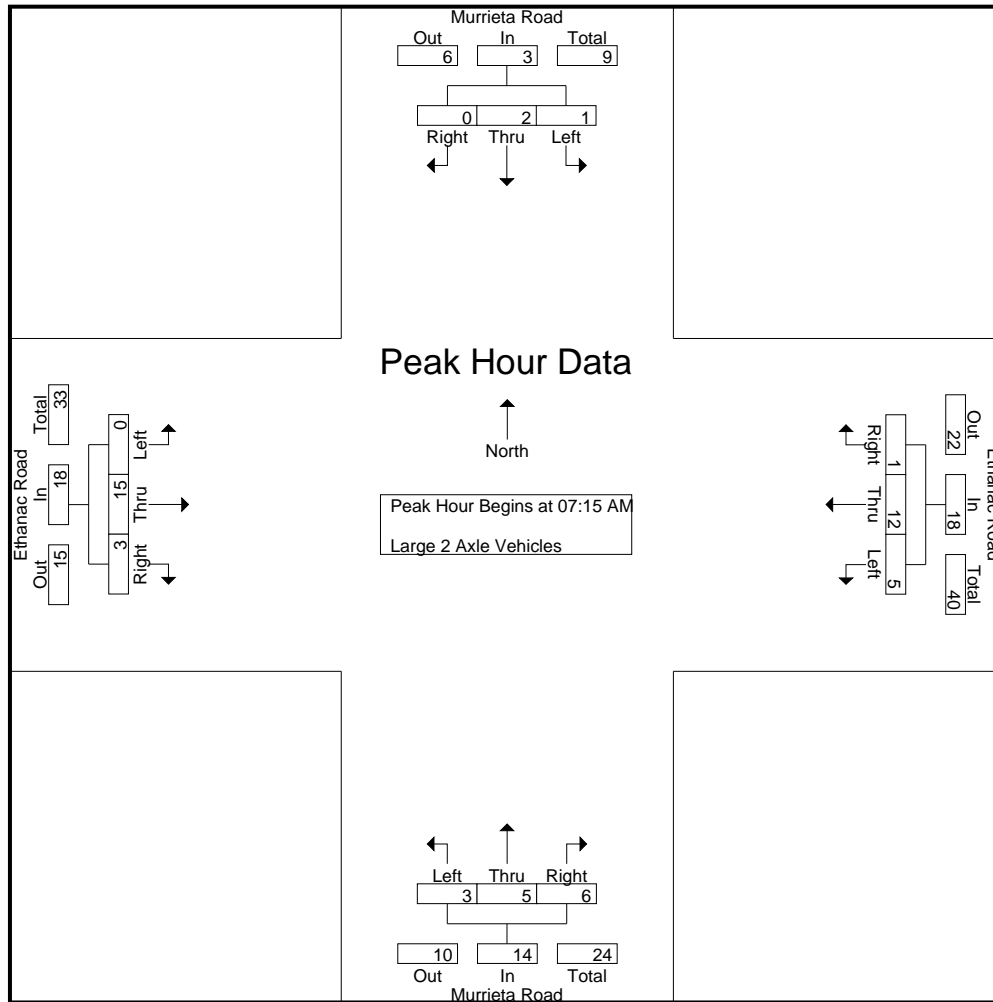 Murrieta Road
Out In Total
6 3 9
0 2 1
Right Thru Left
Peak Hour Data
North
Peak Hour Begins at 07:15 AM
Large 2 Axle Vehicles
Ethanac Road
Total In Out
33 18 15
0 15 3
Left Thru Right
Right Thru Left
1 12 5
22 18 40
Out In Total
Ethanac Road
Left Thru Right
3 5 6
10 14 24
Out In Total
Murrieta Road